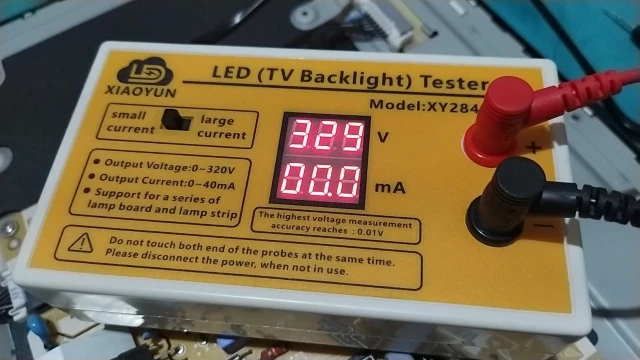 LED
XIAOYUN
LED (TV Backlight) Tester
Model:XY284
small
current
large
current
329 V
00.0 mA
● Output Voltage:0~320V
● Output Current:0~40mA
● Support for a series of
lamp board and lamp strip
The highest voltage measurement
accuracy reaches :0.01V
+
−
Do not touch both end of the probes at the same time.
Please disconnect the power, when not in use.